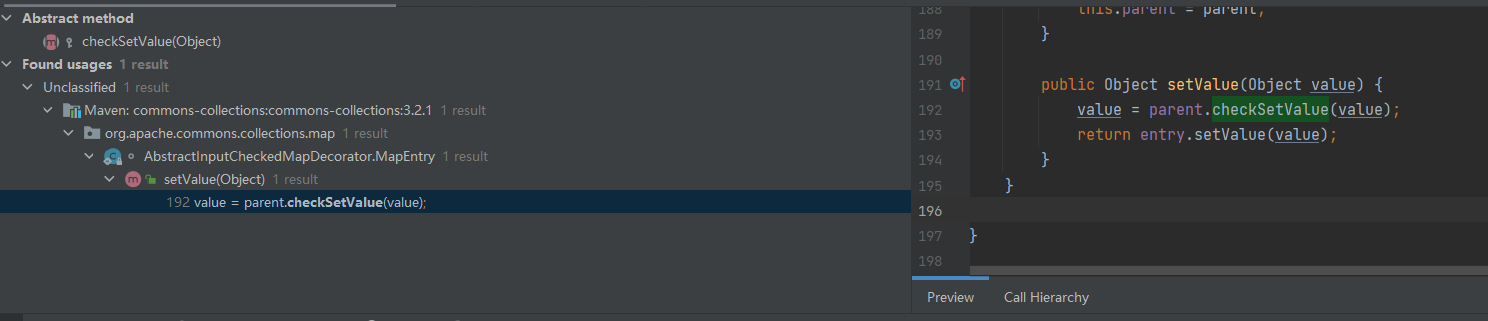 Abstract method
checkSetValue(Object)
Found usages 1 result
Unclassified 1 result
Maven: commons-collections:commons-collections:3.2.1 1 result
org.apache.commons.collections.map 1 result
AbstractInputCheckedMapDecorator.MapEntry 1 result
setValue(Object) 1 result
192 value = parent.checkSetValue(value);
188 this.parent = parent;
189 }
190
191 public Object setValue(Object value) {
192 value = parent.checkSetValue(value);
193 return entry.setValue(value);
194 }
195 }
196
197 }
198
Preview Call Hierarchy